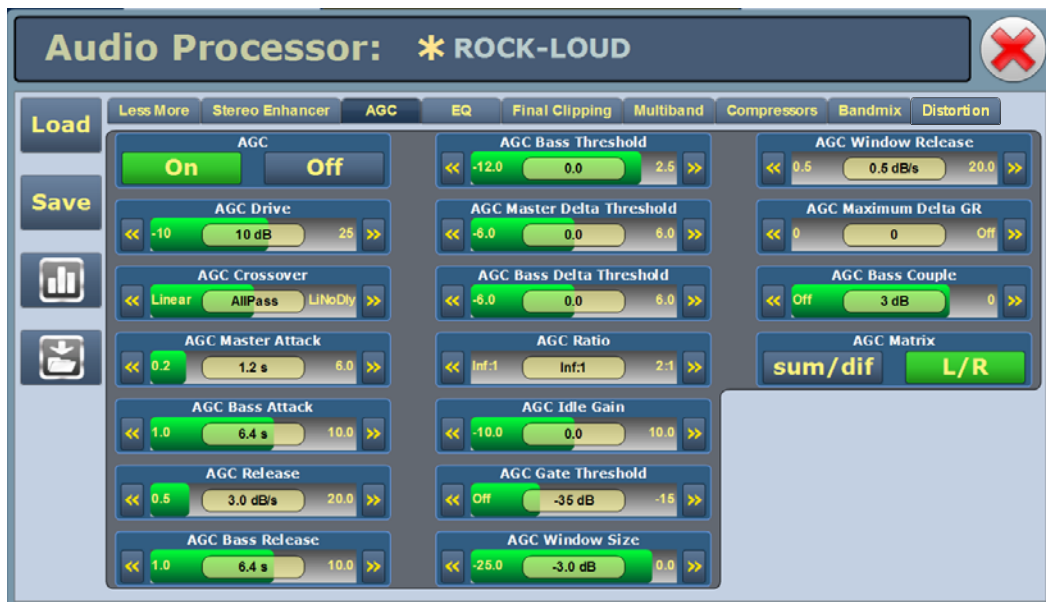 Audio Processor: * ROCK-LOUD
Load
Save
Less More Stereo Enhancer AGC EQ Final Clipping Multiband Compressors Bandmix Distortion
AGC
On Off
AGC Drive
-10 10 dB 25
AGC Crossover
Linear AllPass LiNoDly
AGC Master Attack
0.2 1.2 s 6.0
AGC Bass Attack
1.0 6.4 s 10.0
AGC Release
0.5 3.0 dB/s 20.0
AGC Bass Release
1.0 6.4 s 10.0
AGC Bass Threshold
-12.0 0.0 2.5
AGC Master Delta Threshold
-6.0 0.0 6.0
AGC Bass Delta Threshold
-6.0 0.0 6.0
AGC Ratio
Inf:1 Inf:1 2:1
AGC Idle Gain
-10.0 0.0 10.0
AGC Gate Threshold
Off -35 dB -15
AGC Window Size
-25.0 -3.0 dB 0.0
AGC Window Release
0.5 0.5 dB/s 20.0
AGC Maximum Delta GR
0 0 Off
AGC Bass Couple
Off 3 dB 0
AGC Matrix
sum/dif L/R